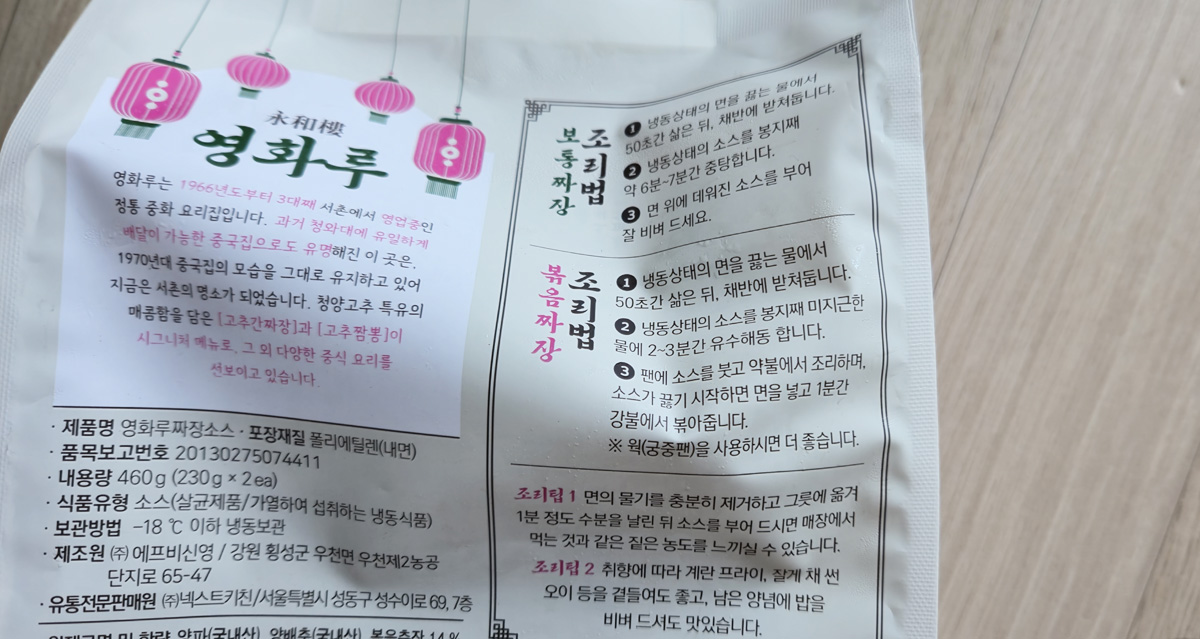 永和樓
영화루
영화루는 1966년도부터 3대째 서촌에서 영업중인
정통 중화 요리집입니다. 과거 청와대에 유일하게
배달이 가능한 중국집으로도 유명해진 이 곳은.
1970년대 중국집의 모습을 그대로 유지하고 있어
지금은 서촌의 명소가 되었습니다. 청양고추 특유의
매콤함을 담은 [고추간짜장]과 [고추짬뽕]이
시그니처 메뉴로, 그 외 다양한 중식 요리를
선보이고 있습니다.
· 제품명 영화루짜장소스 · 포장재질 폴리에틸렌(내면)
· 품목보고번호 20130275074411
· 내용량 460g (230g × 2ea)
· 식품유형 소스(살균제품/가열하여 섭취하는 냉동식품)
· 보관방법 -18 ℃ 이하 냉동보관
· 제조원 ㈜ 에프비신영 / 강원 횡성군 우천면 우천제2농공
단지로 65-47
· 유통전문판매원 ㈜넥스트키친/서울특별시 성동구 성수이로 69, 7층
원재료명 및 함량 양파(국내산), 양배추(국내산), 볶음춘장 14 %
보통짜장
조리법
❶ 냉동상태의 면을 끓는 물에서
50초간 삶은 뒤, 채반에 받쳐둡니다.
❷ 냉동상태의 소스를 봉지째
약 6분~7분간 중탕합니다.
❸ 면 위에 데워진 소스를 부어
잘 비벼 드세요.
볶음짜장
조리법
❶ 냉동상태의 면을 끓는 물에서
50초간 삶은 뒤, 채반에 받쳐둡니다.
❷ 냉동상태의 소스를 봉지째 미지근한
물에 2~3분간 유수해동 합니다.
❸ 팬에 소스를 붓고 약불에서 조리하며,
소스가 끓기 시작하면 면을 넣고 1분간
강불에서 볶아줍니다.
※ 웍(궁중팬)을 사용하시면 더 좋습니다.
조리팁 1 면의 물기를 충분히 제거하고 그릇에 옮겨
1분 정도 수분을 날린 뒤 소스를 부어 드시면 매장에서
먹는 것과 같은 짙은 농도를 느끼실 수 있습니다.
조리팁 2 취향에 따라 계란 프라이, 잘게 채 썬
오이 등을 곁들여도 좋고, 남은 양념에 밥을
비벼 드셔도 맛있습니다.